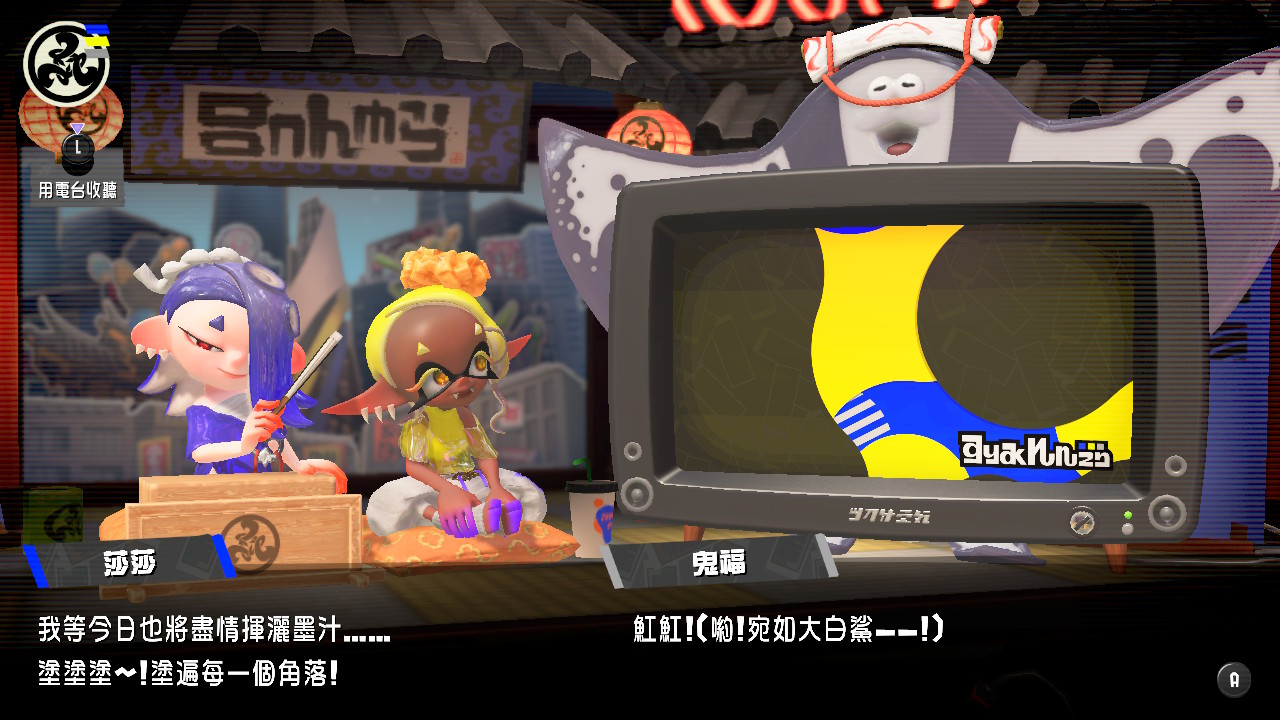 L
用電台收聽
莎莎
鬼福
我等今日也將盡情揮灑墨汁……
塗塗塗～!塗遍每一個角落!
魟魟!(喲!宛如大白鯊——!)
A